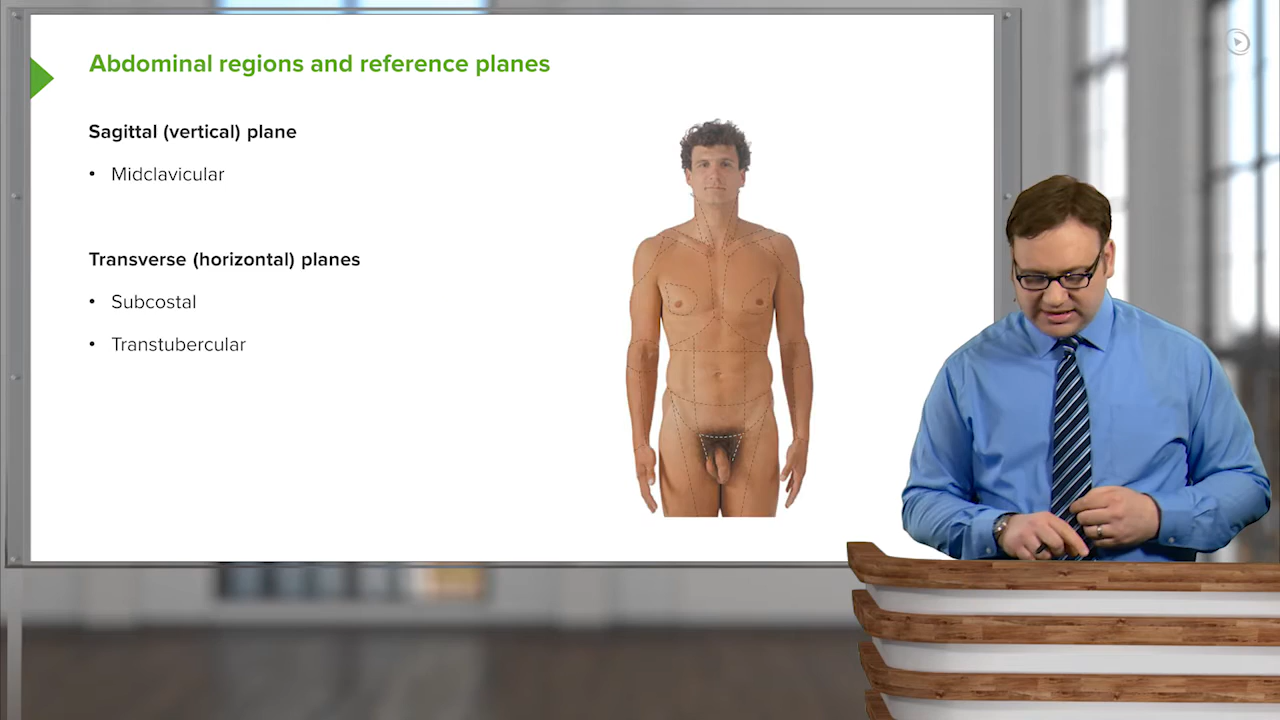 Abdominal regions and reference planes
Sagittal (vertical) plane
• Midclavicular
Transverse (horizontal) planes
• Subcostal
• Transtubercular